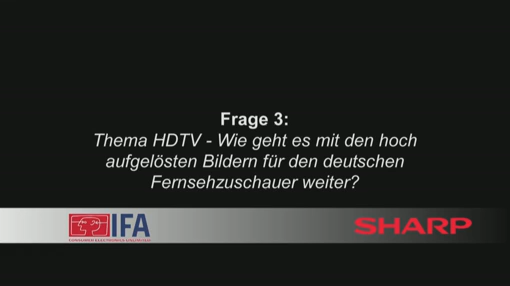 Frage 3:
Thema HDTV - Wie geht es mit den hoch
aufgelösten Bildern für den deutschen
Fernsehzuschauer weiter?
IFA
SHARP